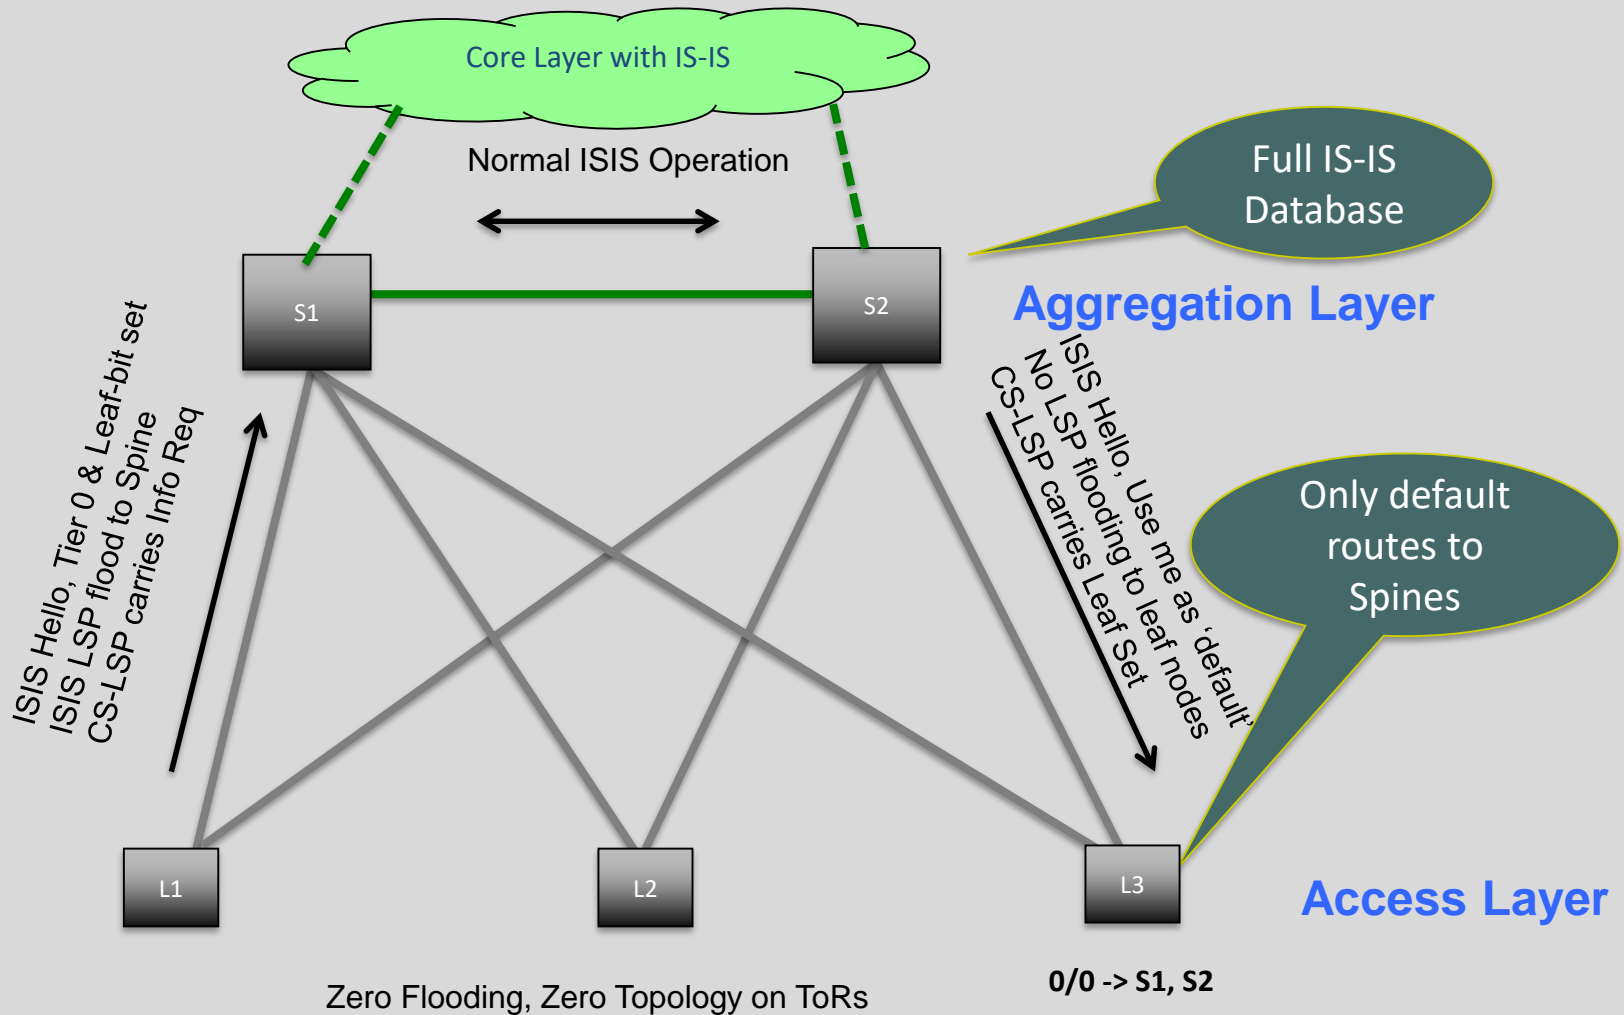 Core Layer with IS-IS
Normal ISIS Operation
Full IS-IS
Database
S1
S2
Aggregation Layer
ISIS Hello, Tier 0 & Leaf-bit set
ISIS LSP flood to Spine
CS-LSP carries Info Req
ISIS Hello, Use me as ‘default’
No LSP flooding to leaf nodes
CS-LSP carries Leaf Set
Only default
routes to
Spines
L1
L2
L3
Access Layer
0/0 -> S1, S2
Zero Flooding, Zero Topology on ToRs